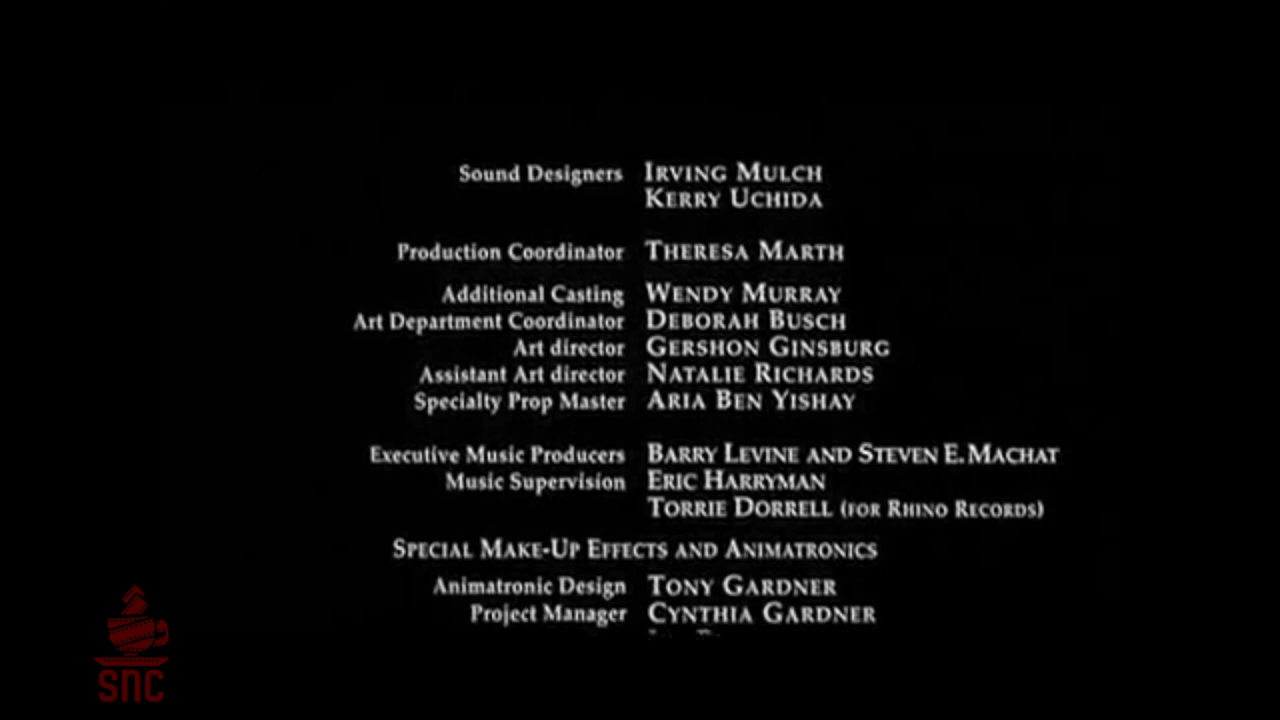 Sound Designers IRVING MULCH
KERRY UCHIDA
Production Coordinator THERESA MARTH
Additional Casting WENDY MURRAY
Art Department Coordinator DEBORAH BUSCH
Art director GERSHON GINSBURG
Assistant Art director NATALIE RICHARDS
Specialty Prop Master ARIA BEN YISHAY
Executive Music Producers BARRY LEVINE AND STEVEN E. MACHAT
Music Supervision ERIC HARRYMAN
TORRIE DORRELL (FOR RHINO RECORDS)
SPECIAL MAKE-UP EFFECTS AND ANIMATRONICS
Animatronic Design TONY GARDNER
Project Manager CYNTHIA GARDNER
SNC